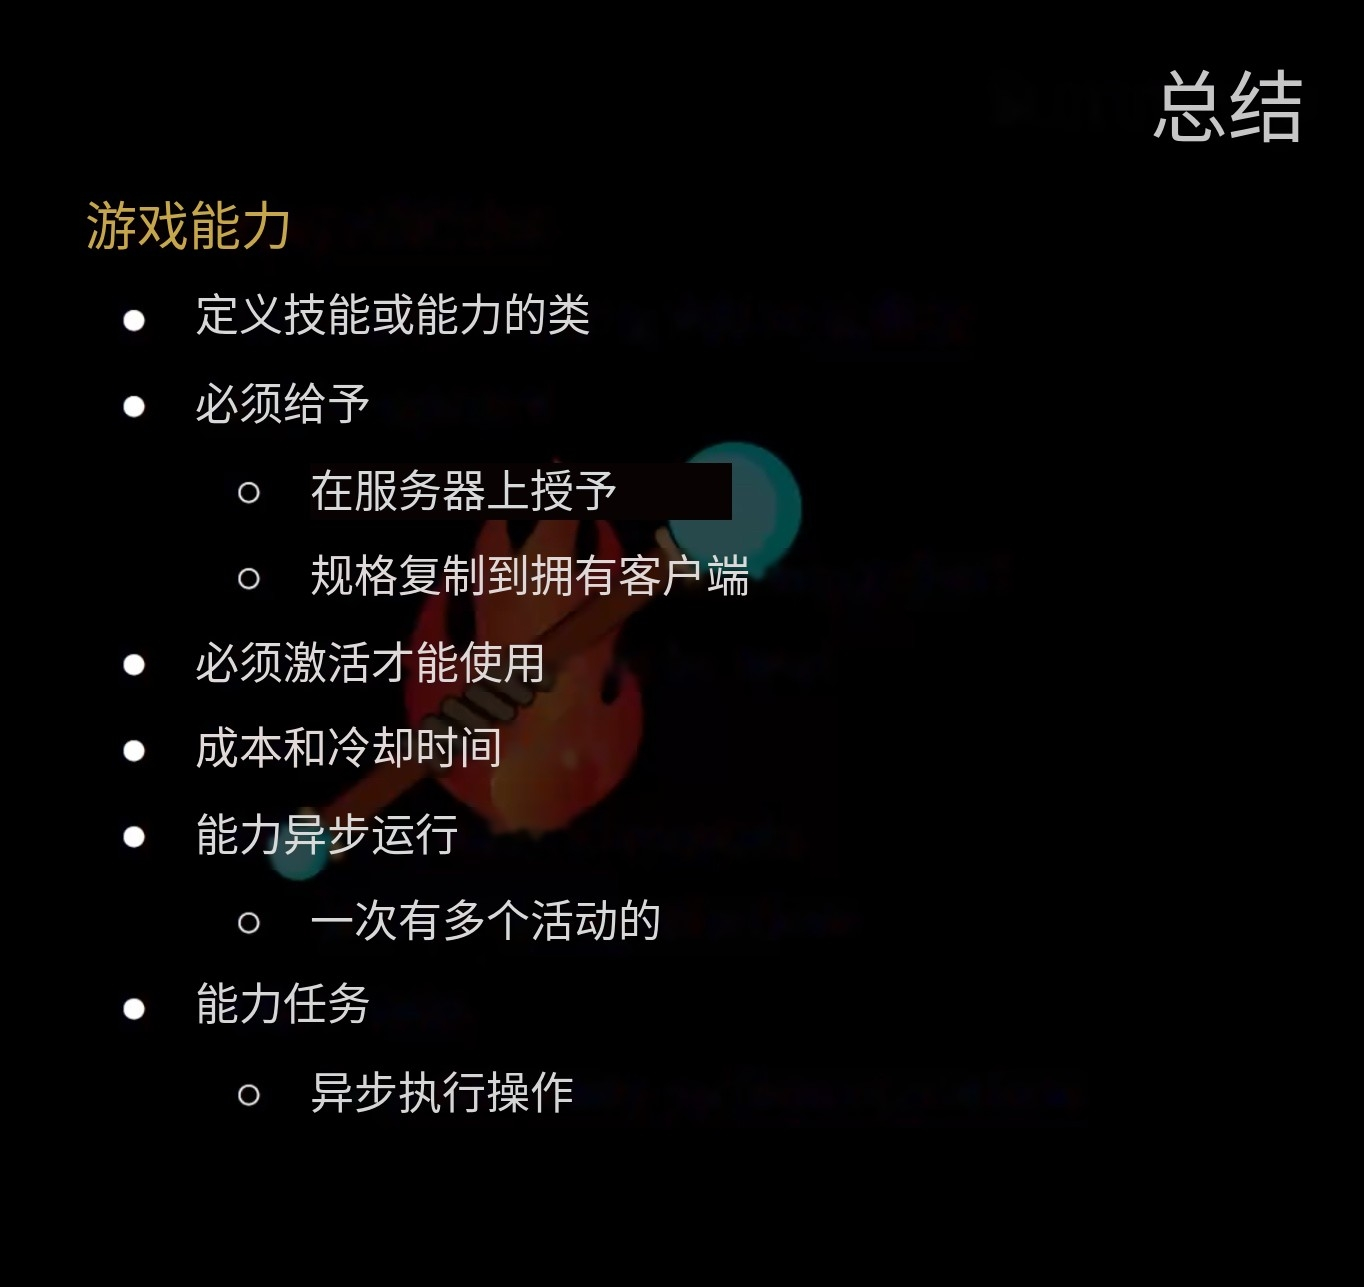 总结
游戏能力
● 定义技能或能力的类
● 必须给予
○ 在服务器上授予
○ 规格复制到拥有客户端
● 必须激活才能使用
● 成本和冷却时间
● 能力异步运行
○ 一次有多个活动的
● 能力任务
○ 异步执行操作